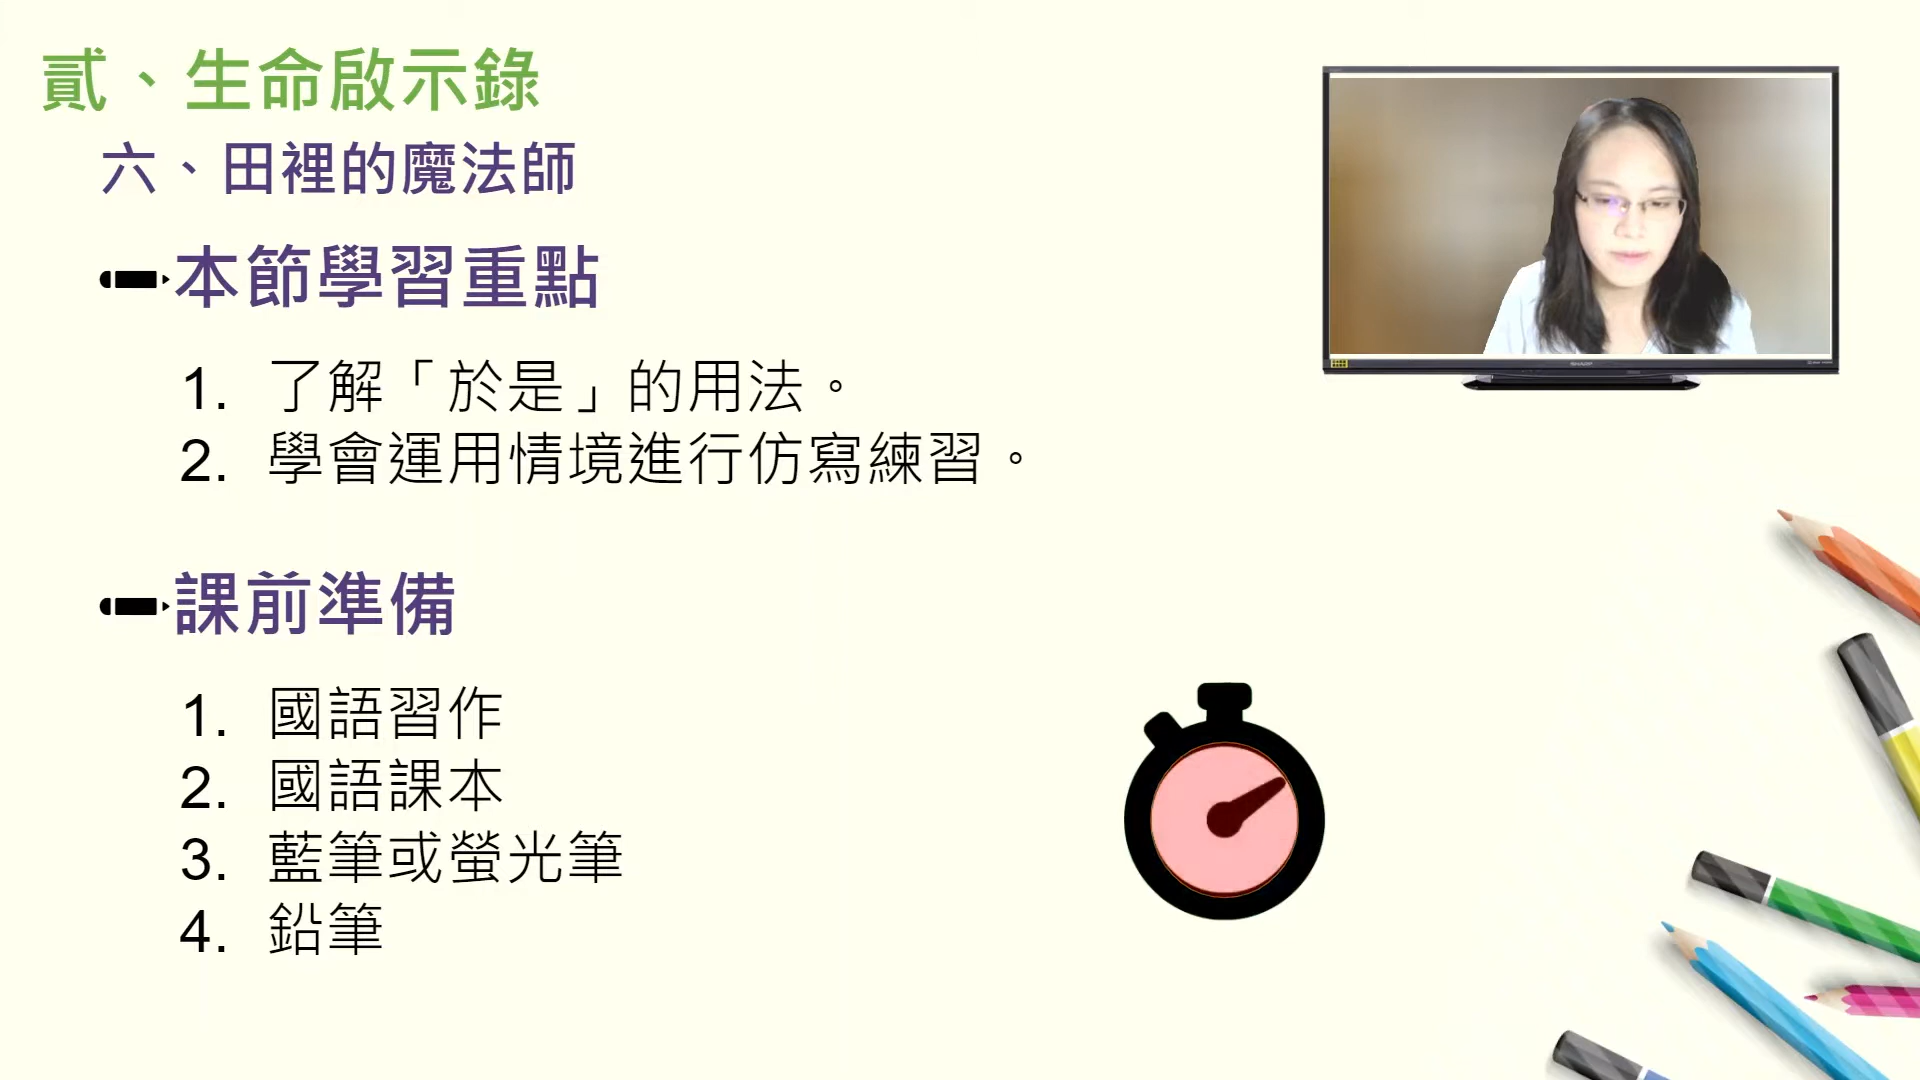 貳、生命啟示錄
六、田裡的魔法師
本節學習重點
1. 了解「於是」的用法。
2. 學會運用情境進行仿寫練習。
課前準備
1. 國語習作
2. 國語課本
3. 藍筆或螢光筆
4. 鉛筆
SHARP